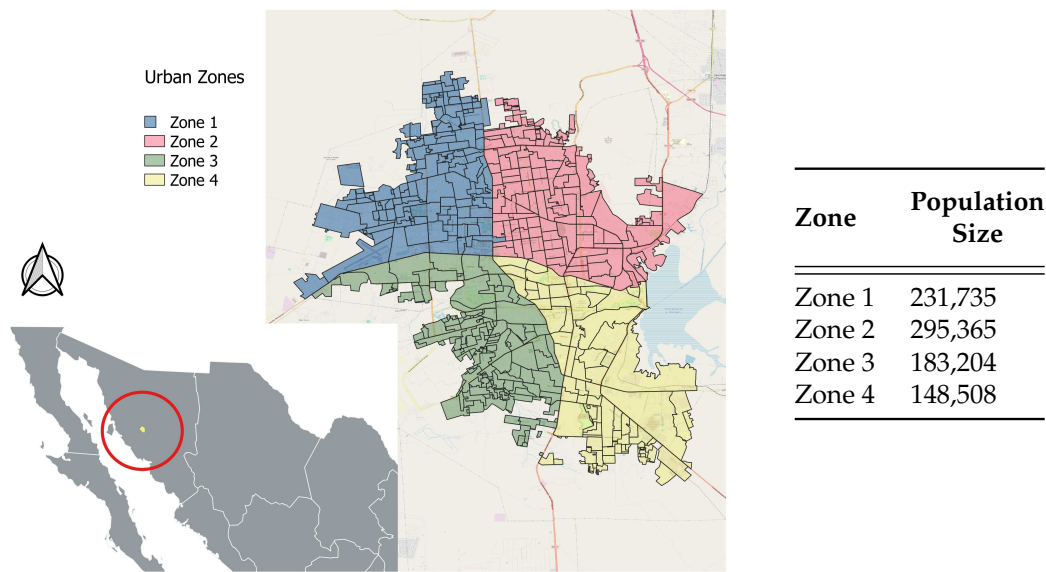 Urban Zones
Zone 1
Zone 2
Zone 3
Zone 4
Zone Population Size
Zone 1 231,735
Zone 2 295,365
Zone 3 183,204
Zone 4 148,508